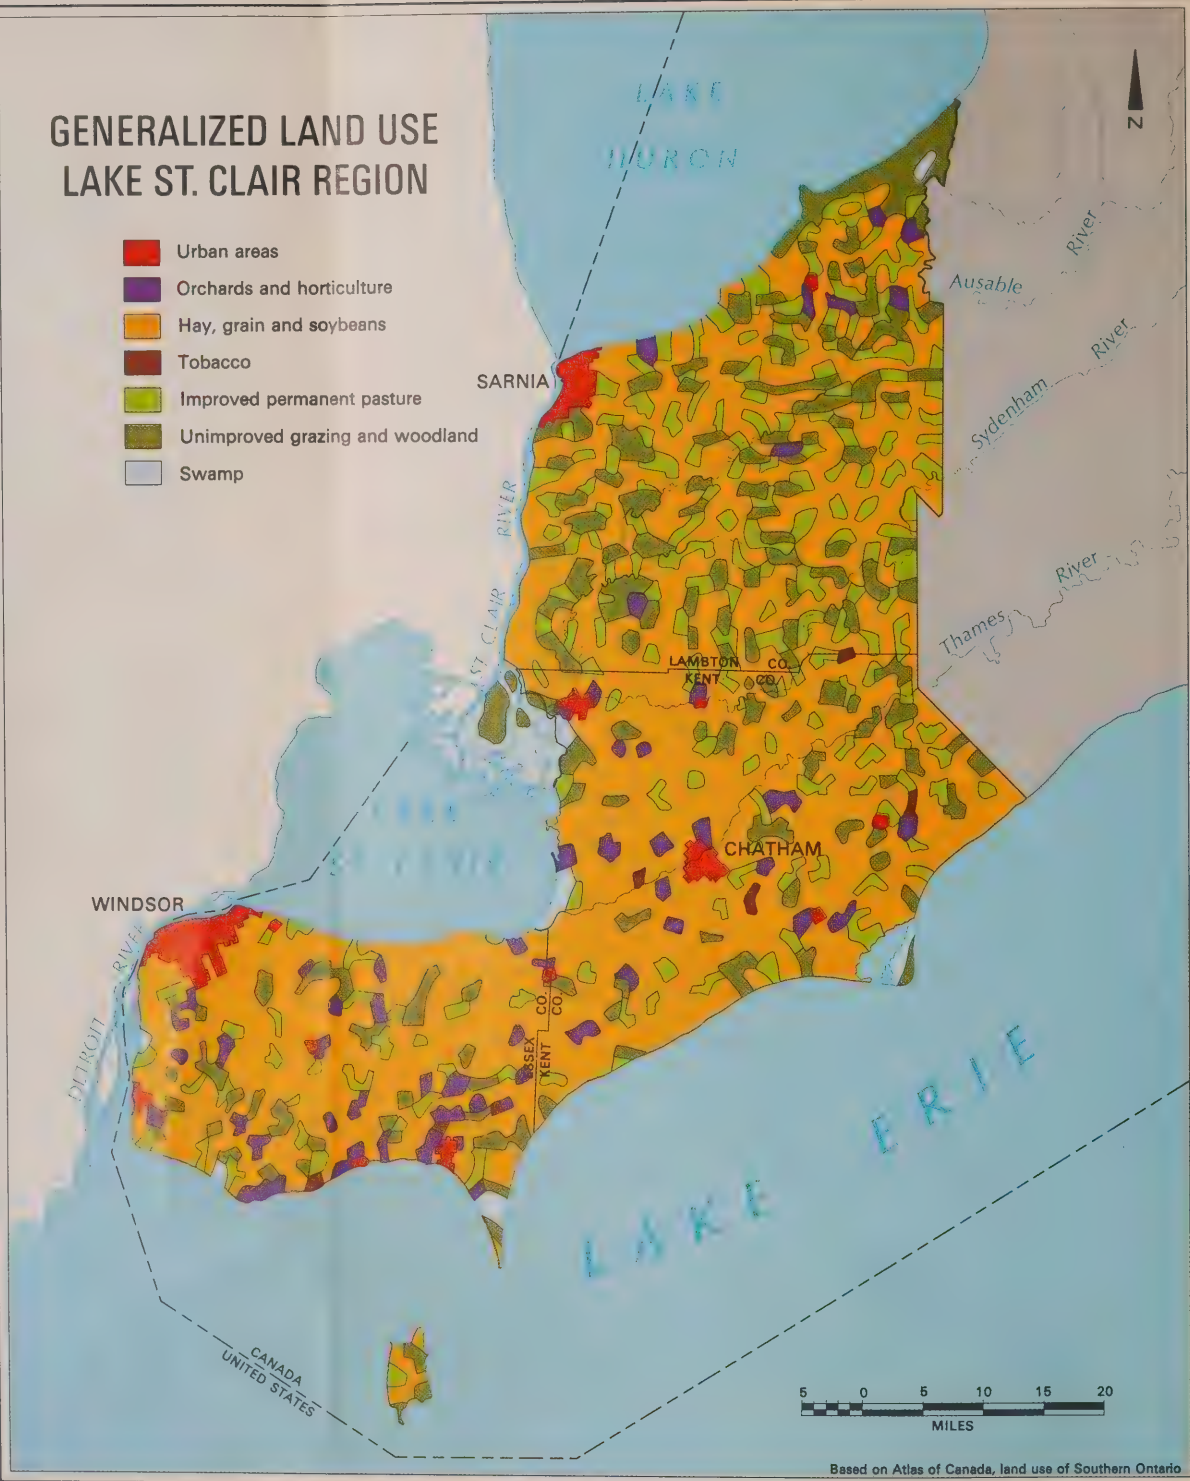 GENERALIZED LAND USE
LAKE ST. CLAIR REGION
Urban areas
Orchards and horticulture
Hay, grain and soybeans
Tobacco
Improved permanent pasture
Unimproved grazing and woodland
Swamp
LAKE
HURON
N
River
Ausable
River
Sydenham
SARNIA
RIVER
ST. CLAIR
River
Thames
LAMBTON CO.
KENT CO.
LAKE
ST. CLAIR
CHATHAM
WINDSOR
RIVER
DETROIT
ESSEX CO.
KENT CO.
LAKE ERIE
CANADA
UNITED STATES
5 0 5 10 15 20
MILES
Based on Atlas of Canada, land use of Southern Ontario